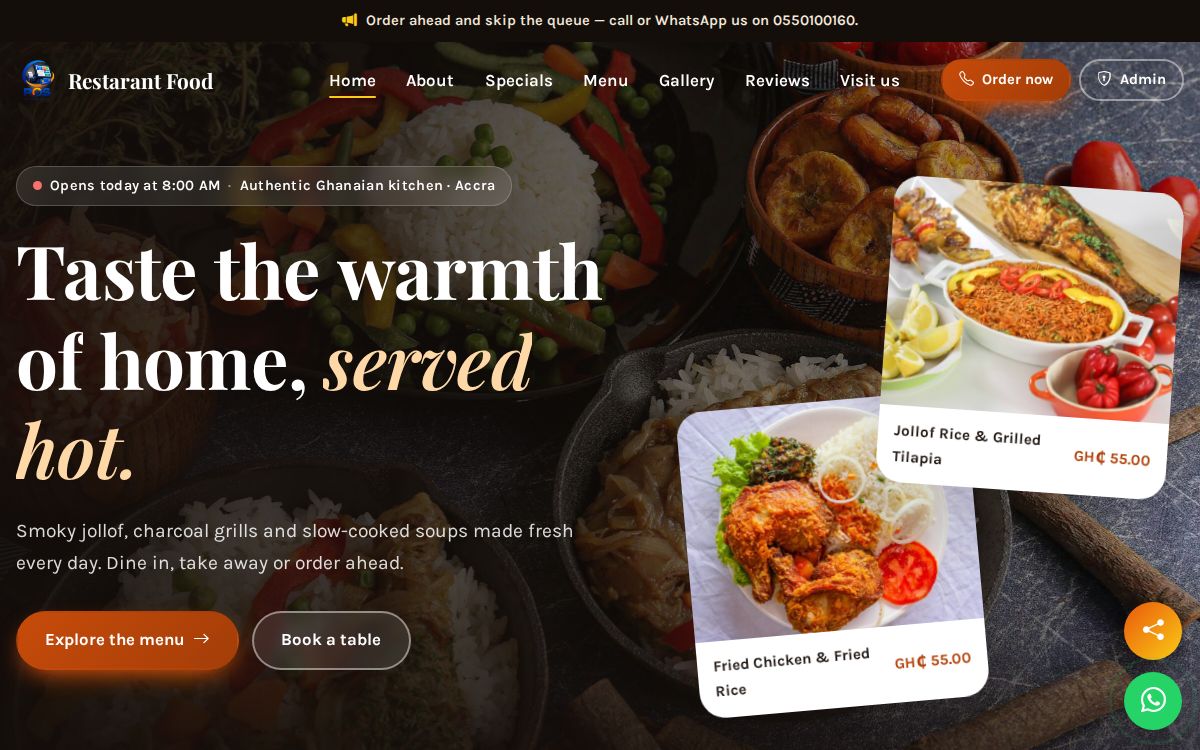 Order ahead and skip the queue — call or WhatsApp us on 0550100160.
Restarant Food
Home
About
Specials
Menu
Gallery
Reviews
Visit us
Order now
Admin
Opens today at 8:00 AM · Authentic Ghanaian kitchen · Accra
Taste the warmth
of home, served
hot.
Smoky jollof, charcoal grills and slow-cooked soups made fresh
every day. Dine in, take away or order ahead.
Explore the menu →
Book a table
Jollof Rice & Grilled
Tilapia
GH₵ 55.00
Fried Chicken & Fried
Rice
GH₵ 55.00